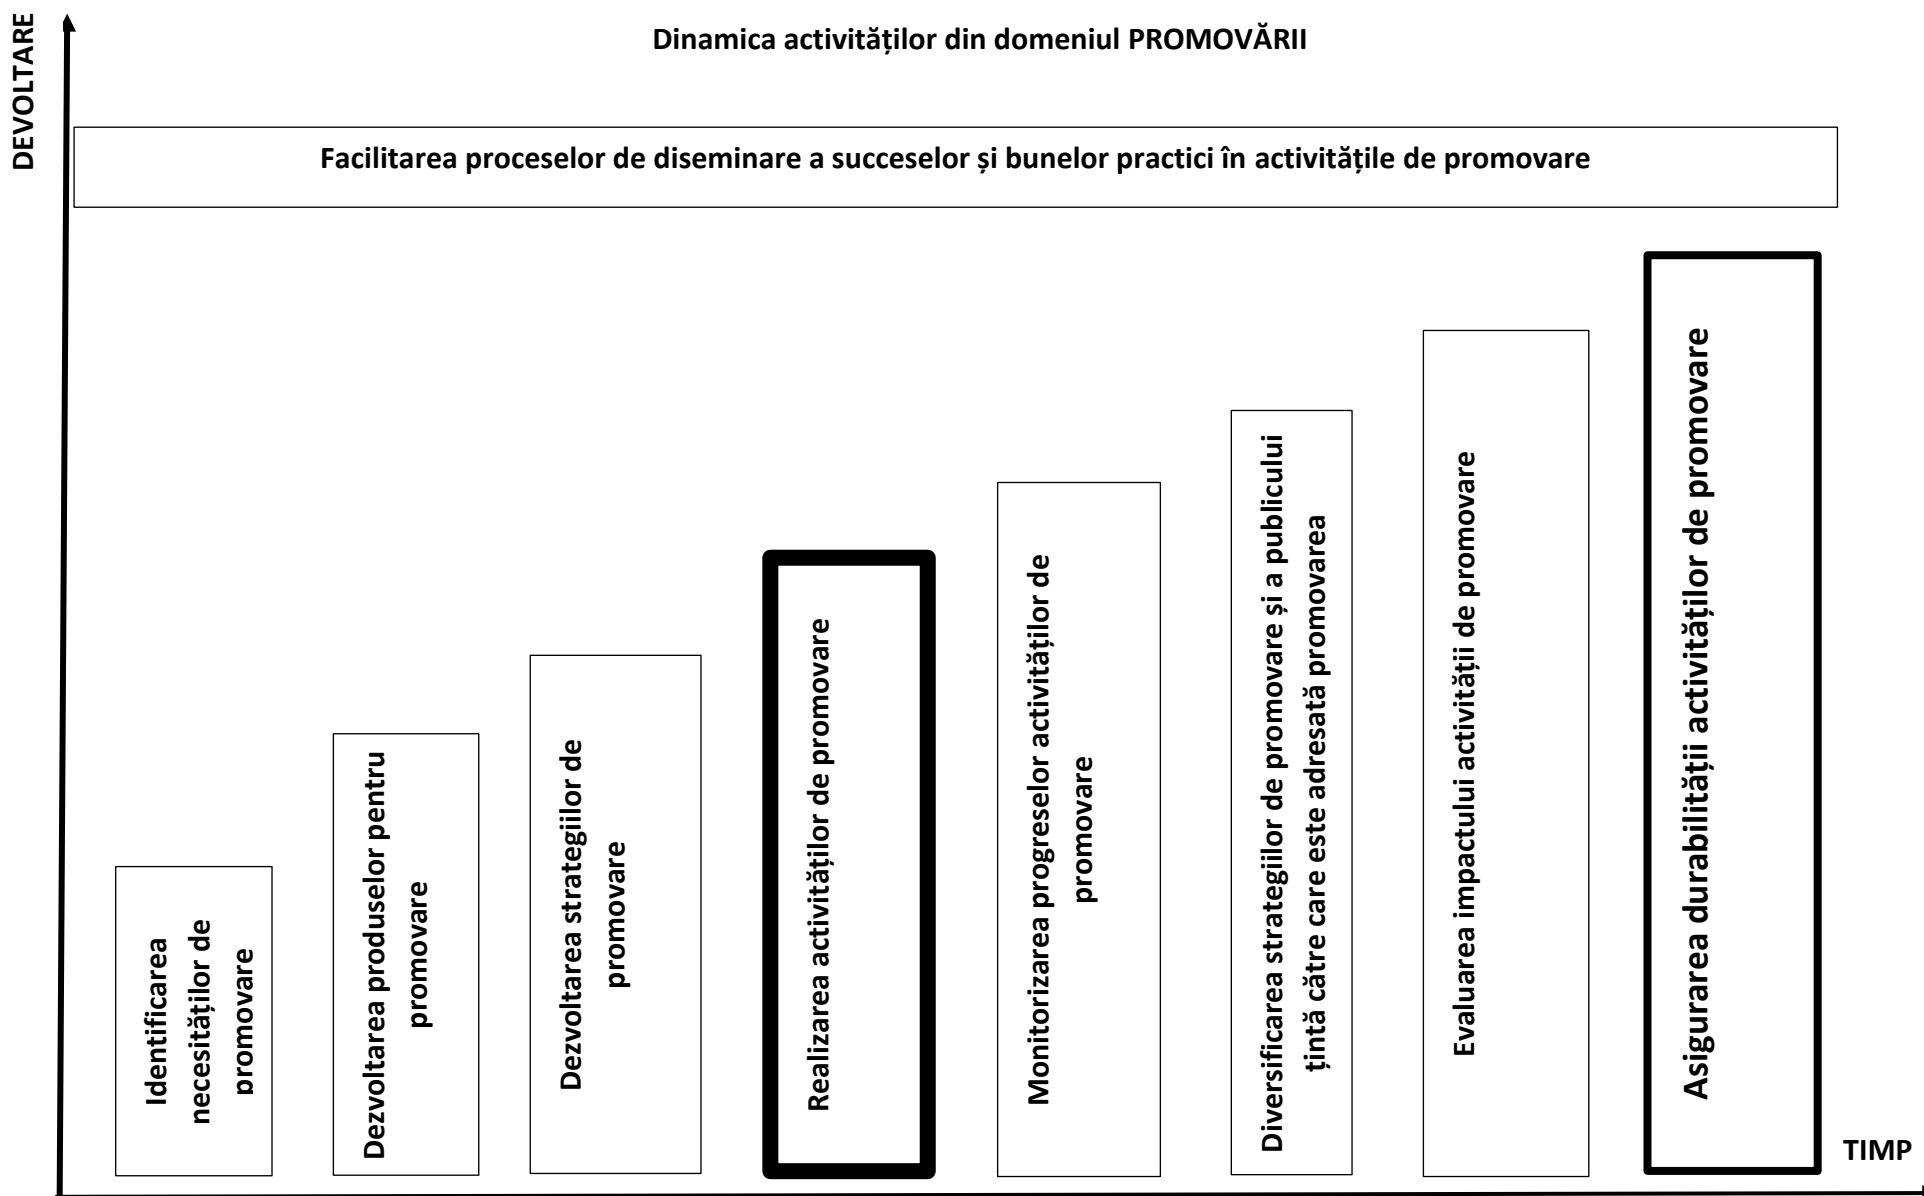 DEVOLTARE
Dinamica activităților din domeniul PROMOVĂRII
Facilitarea proceselor de diseminare a succeselor și bunelor practici în activitățile de promovare
Identificarea
necesităților de
promovare
Dezvoltarea produselor pentru
promovare
Dezvoltarea strategiilor de
promovare
Realizarea activităților de promovare
Monitorizarea progreselor activităților de
promovare
Diversificarea strategiilor de promovare și a publicului
țintă către care este adresată promovarea
Evaluarea impactului activității de promovare
Asigurarea durabilității activităților de promovare
TIMP